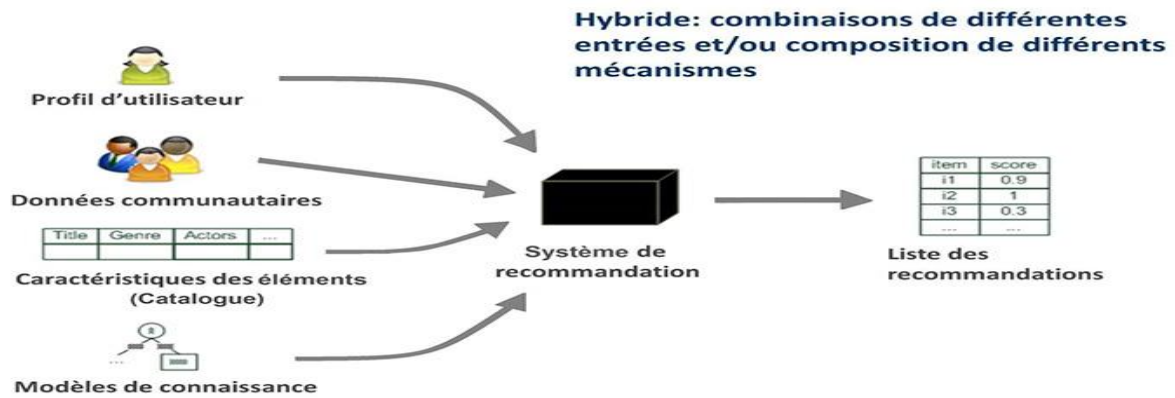 Hybride: combinaisons de différentes
entrées et/ou composition de différents
mécanismes
Profil d'utilisateur
Données communautaires
Title Genre Actors ...
Caractéristiques des éléments
(Catalogue)
...
Modèles de connaissance
Système de
recommandation
item score
i1 0.9
i2 1
i3 0.3
... ...
Liste des
recommandations